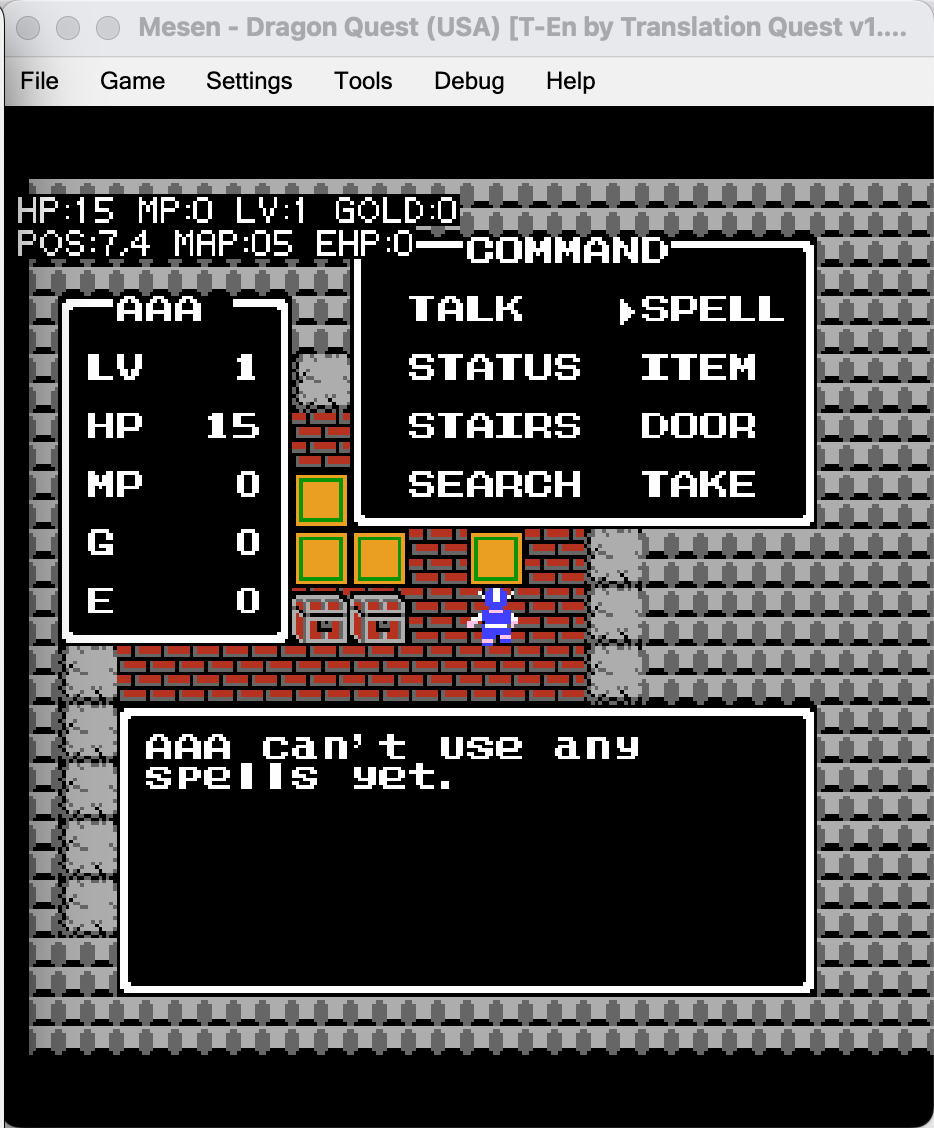 Mesen - Dragon Quest (USA) [T-En by Translation Quest v1....
File Game Settings Tools Debug Help
HP:15 MP:0 LV:1 GOLD:0
POS:7,4 MAP:05 EHP:0
COMMAND
TALK SPELL
STATUS ITEM
STAIRS DOOR
SEARCH TAKE
AAA
LV 1
HP 15
MP 0
G 0
E 0
AAA can't use any
spells yet.